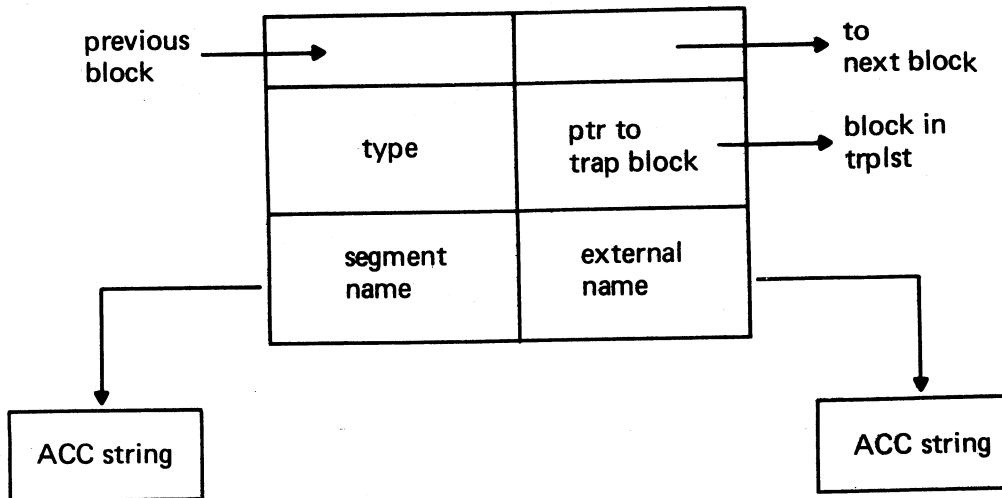 previous
block
to
next block
type
ptr to
trap block
block in
trplst
segment
name
external
name
ACC string
ACC string